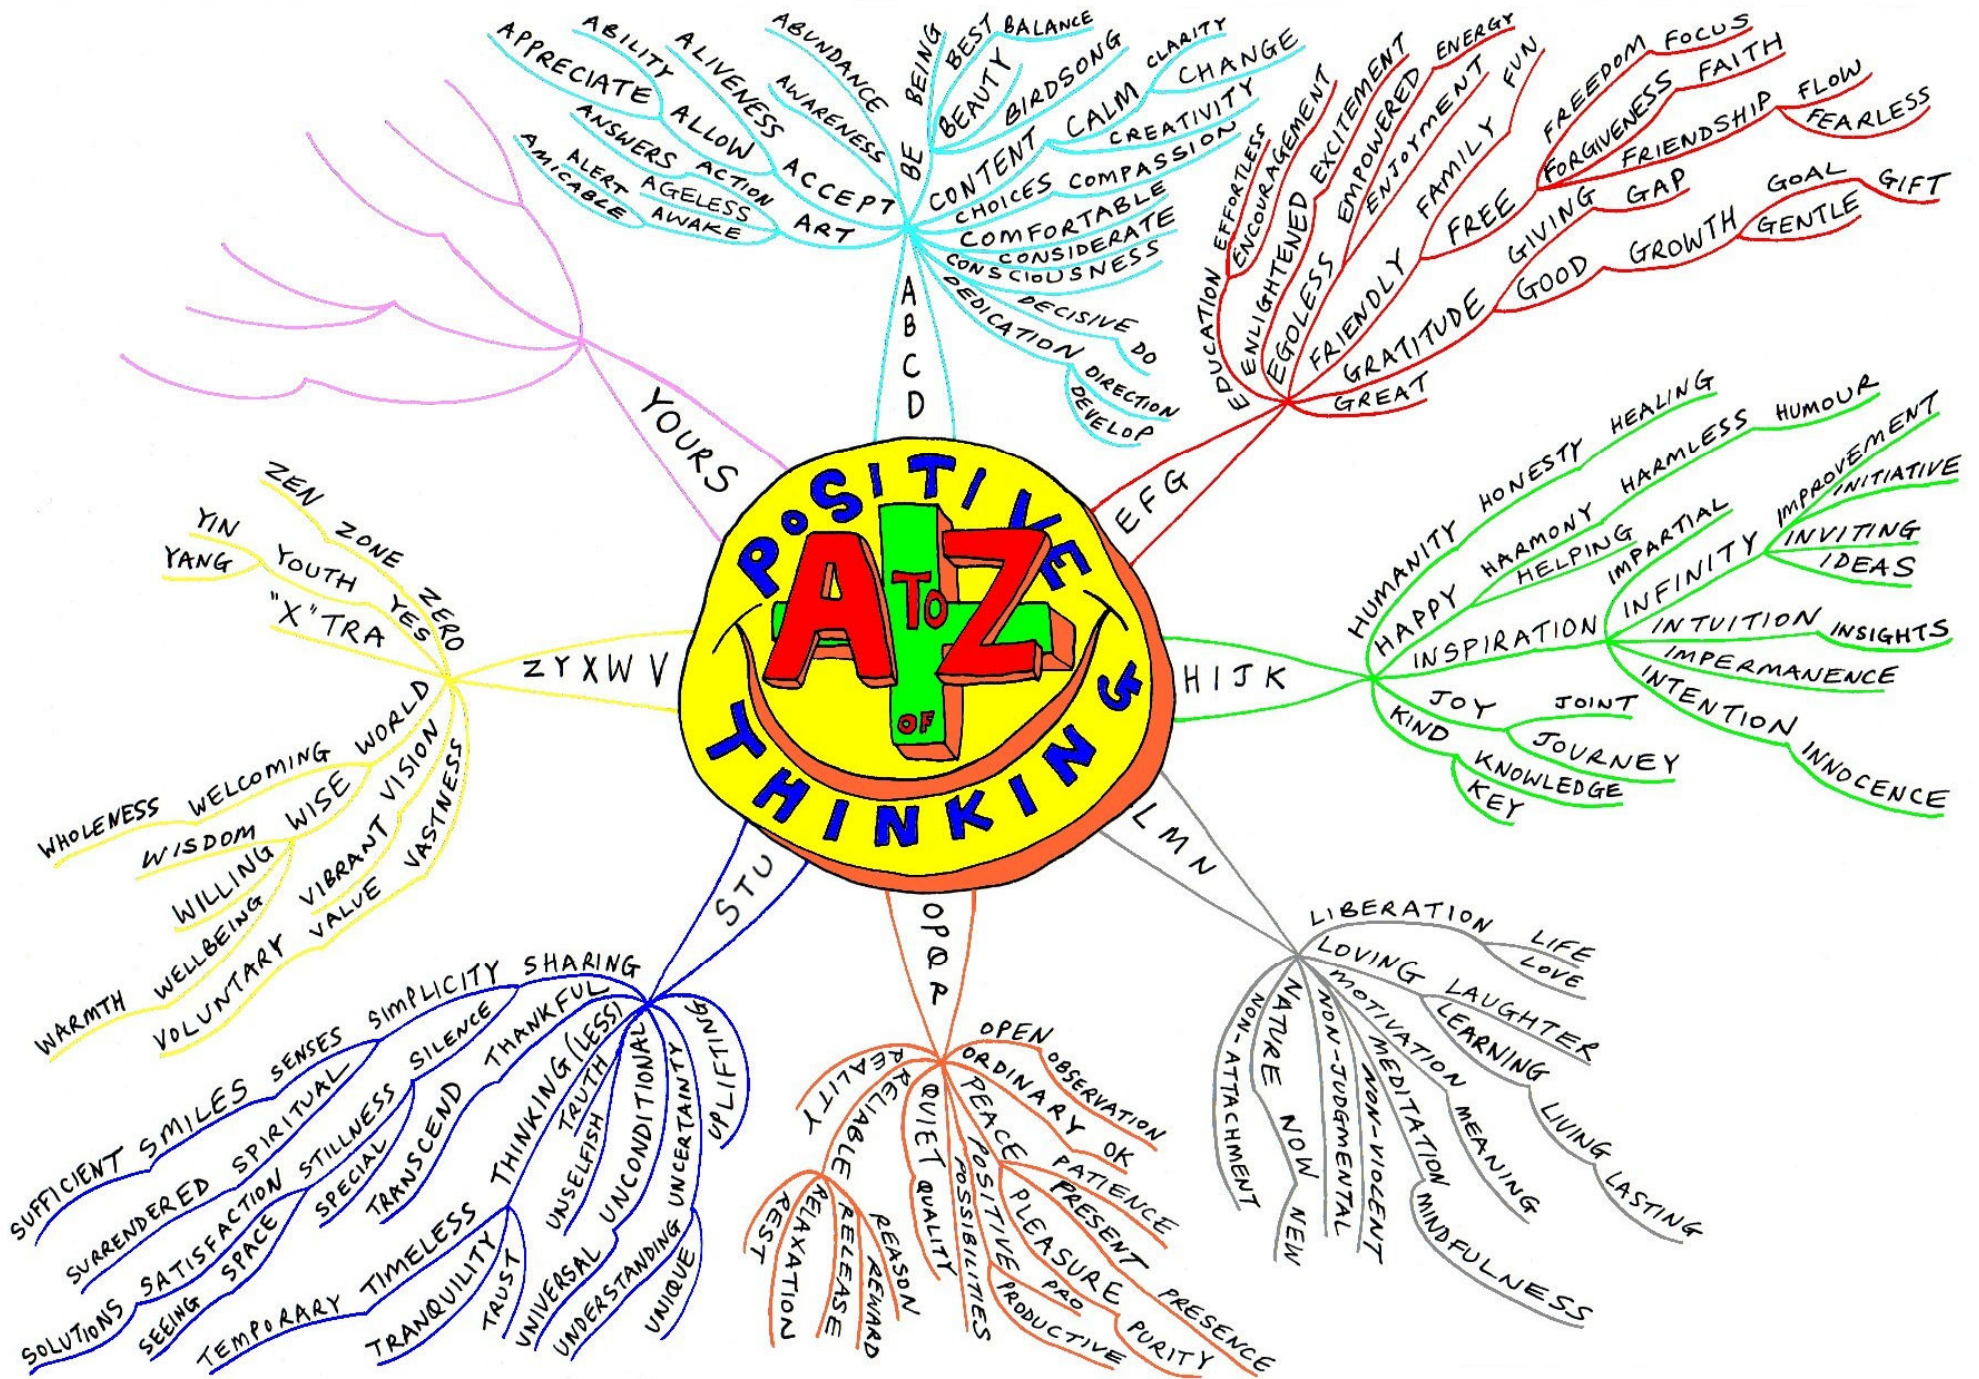 POSITIVE
A TO Z
OF
THINKING
A B C D
APPRECIATE
ABILITY
ALLOW
ALIVENESS
ACCEPT
ABUNDANCE
AWARENESS
ANSWERS
ACTION
ALERT
AGELESS
AMICABLE
AWAKE
ART
BE
BEING
BEST
BALANCE
BEAUTY
BIRDSONG
CONTENT
CALM
CLARITY
CHANGE
CREATIVITY
CHOICES
COMPASSION
COMFORTABLE
CONSIDERATE
CONSCIOUSNESS
DECISIVE
DO
DEDICATION
DIRECTION
DEVELOP
E F G
EDUCATION
EFFORTLESS
ENCOURAGEMENT
ENLIGHTENED
EXCITEMENT
EGOLESS
EMPOWERED
ENERGY
ENJOYMENT
FRIENDLY
FAMILY
FUN
FREE
FREEDOM
FOCUS
FORGIVENESS
FAITH
FRIENDSHIP
FLOW
FEARLESS
GRATITUDE
GIVING
GAP
GOOD
GROWTH
GOAL
GIFT
GENTLE
GREAT
H I J K
HUMANITY
HONESTY
HEALING
HAPPY
HARMONY
HARMLESS
HUMOUR
HELPING
INSPIRATION
IMPARTIAL
INFINITY
IMPROVEMENT
INITIATIVE
INVITING
IDEAS
INTUITION
INSIGHTS
IMPERMANENCE
INTENTION
INNOCENCE
JOY
JOINT
JOURNEY
KIND
KNOWLEDGE
KEY
L M N
LIBERATION
LIFE
LOVE
LOVING
LAUGHTER
LEARNING
LIVING
LASTING
MOTIVATION
MEANING
MEDITATION
MINDFULNESS
NON-VIOLENT
NON-JUDGMENTAL
NATURE
NOW
NEW
NON-ATTACHMENT
O P Q R
OPEN
OBSERVATION
ORDINARY
OK
PEACE
PATIENCE
PRESENT
PRESENCE
PLEASURE
PURITY
POSITIVE
PRO
PRODUCTIVE
POSSIBILITIES
QUIET
QUALITY
RELIABLE
REASON
REWARD
RELEASE
RELAXATION
REST
REALITY
S T U
SHARING
SIMPLICITY
SENSES
SMILES
SUFFICIENT
SPIRITUAL
SURRENDERED
SILENCE
STILLNESS
SATISFACTION
SOLUTIONS
SPACE
SEEING
SPECIAL
THANKFUL
TRANSCEND
THINKING (LESS)
TIMELESS
TEMPORARY
TRANQUILITY
TRUST
TRUTH
UNSELFISH
UNCONDITIONAL
UNIVERSAL
UNCERTAINTY
UNDERSTANDING
UNIQUE
UPLIFTING
Z Y X W V
ZEN
ZONE
ZERO
YIN
YANG
YOUTH
YES
"X"TRA
WORLD
WELCOMING
WHOLENESS
WISE
WISDOM
WILLING
WELLBEING
WARMTH
VISION
VIBRANT
VASTNESS
VALUE
VOLUNTARY
YOURS